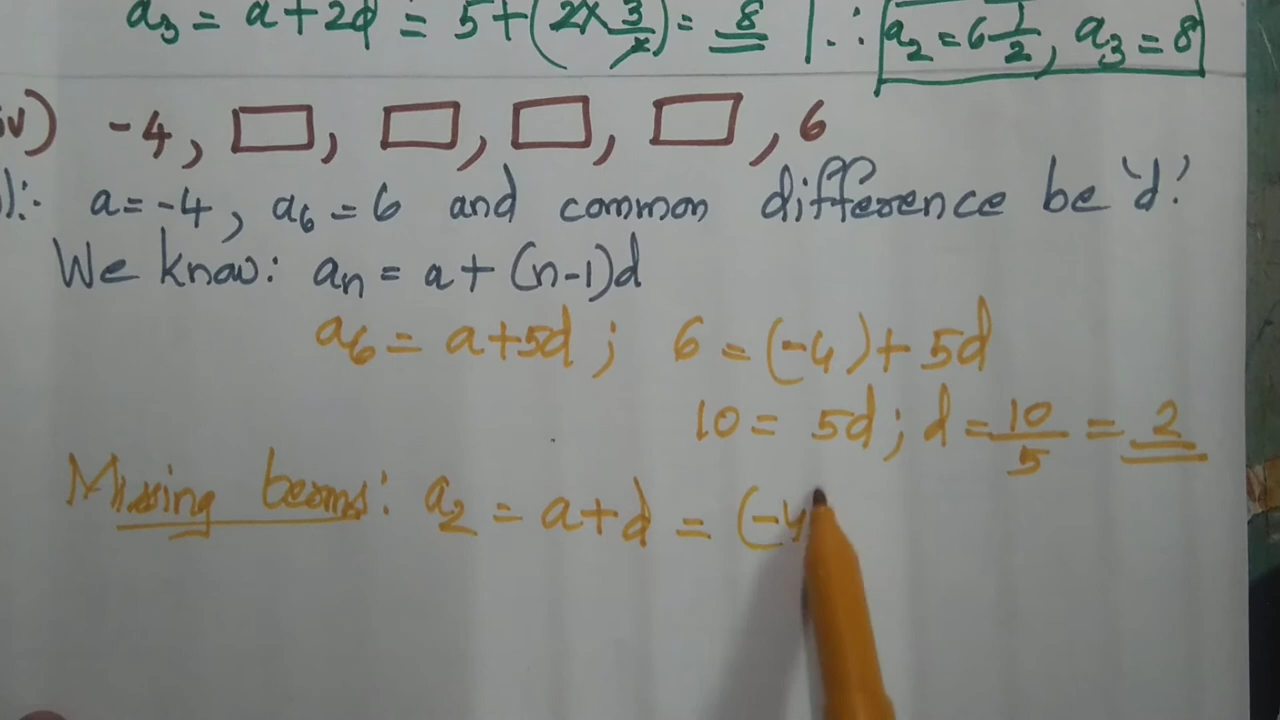 a₃ = a+2d = 5+(2×3/2) = 8 | ∴ a₂ = 6 1/2, a₃ = 8
iv) -4, □, □, □, □, 6
): a=-4, a₆=6 and common difference be 'd'.
We know: aₙ = a+(n-1)d
a₆ = a+5d; 6 = (-4)+5d
10 = 5d; d = 10/5 = 2
Missing terms: a₂ = a+d = (-4